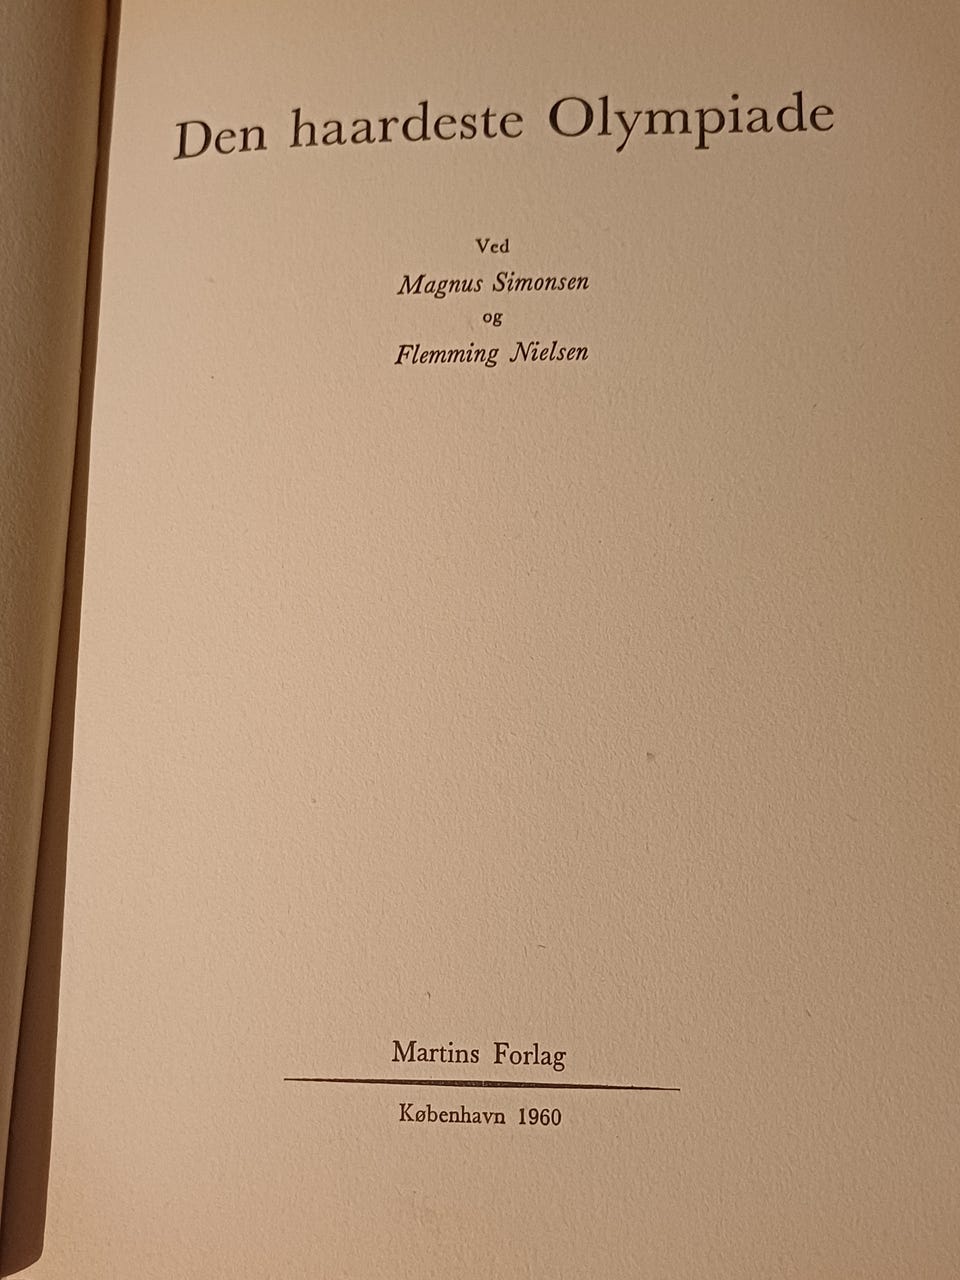 Den haardeste Olympiade
Ved
Magnus Simonsen
og
Flemming Nielsen
Martins Forlag
København 1960